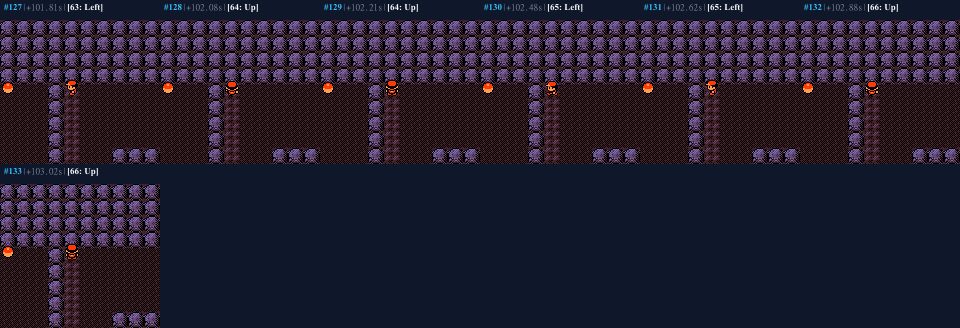 #127|+101.81s|[63: Left]
#128|+102.08s|[64: Up]
#129|+102.21s|[64: Up]
#130|+102.48s|[65: Left]
#131|+102.62s|[65: Left]
#132|+102.88s|[66: Up]
#133|+103.02s|[66: Up]